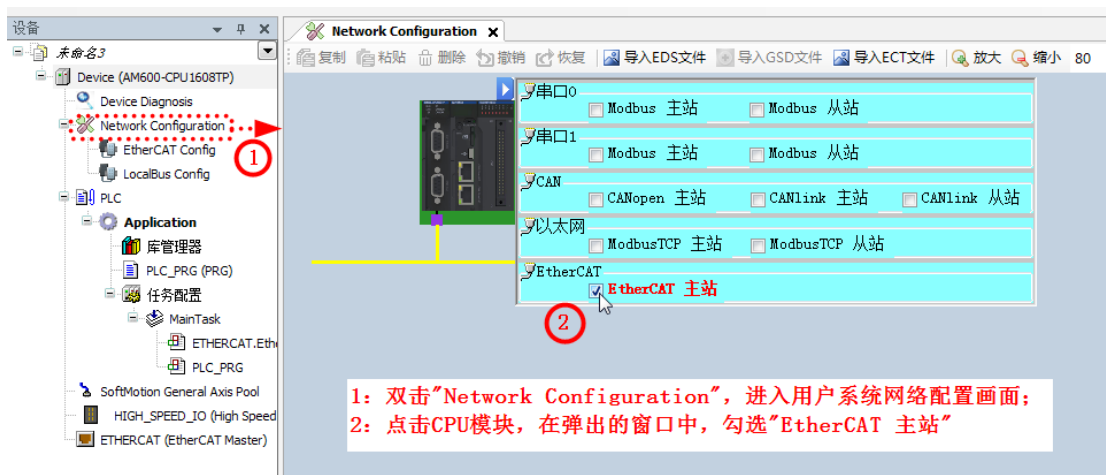 设备
Network Configuration
未命名3
复制 粘贴 删除 撤销 恢复 导入EDS文件 导入GSD文件 导入ECT文件 放大 缩小 80
Device (AM600-CPU1608TP)
Device Diagnosis
Network Configuration
EtherCAT Config
LocalBus Config
PLC
Application
库管理器
PLC_PRG (PRG)
任务配置
MainTask
ETHERCAT.Ethe
PLC_PRG
SoftMotion General Axis Pool
HIGH_SPEED_IO (High Speed
ETHERCAT (EtherCAT Master)
1
串口0
Modbus 主站 Modbus 从站
串口1
Modbus 主站 Modbus 从站
CAN
CANopen 主站 CANlink 主站 CANlink 从站
以太网
ModbusTCP 主站 ModbusTCP 从站
EtherCAT
EtherCAT 主站
2
1: 双击"Network Configuration", 进入用户系统网络配置画面;
2: 点击CPU模块, 在弹出的窗口中, 勾选"EtherCAT 主站"